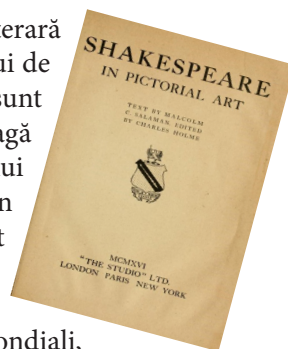 terară
ui de
sunt
agă
lui
n
t
ondiali,
SHAKESPEARE
IN PICTORIAL ART
TEXT BY MALCOLM
C. SALAMAN, EDITED
BY CHARLES HOLME
MCMXVI
"THE STUDIO" LTD.
LONDON PARIS NEW YORK